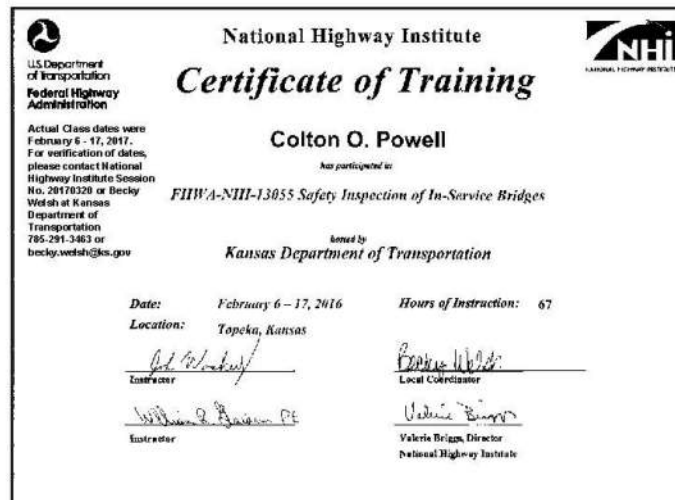 National Highway Institute
NHI
NATIONAL HIGHWAY INSTITUTE
U.S. Department
of Transportation
Federal Highway
Administration
Certificate of Training
Actual Class dates were
February 6 - 17, 2017.
For verification of dates,
please contact National
Highway Institute Session
No. 20170320 or Becky
Welsh at Kansas
Department of
Transportation
785-291-3463 or
becky.welsh@ks.gov
Colton O. Powell
has participated in
FHWA-NHI-13055 Safety Inspection of In-Service Bridges
hosted by
Kansas Department of Transportation
Date: February 6 – 17, 2016 Hours of Instruction: 67
Location: Topeka, Kansas
Becky Welsh
Instructor Local Coordinator
Valerie Briggs
Instructor Valerie Briggs, Director
National Highway Institute